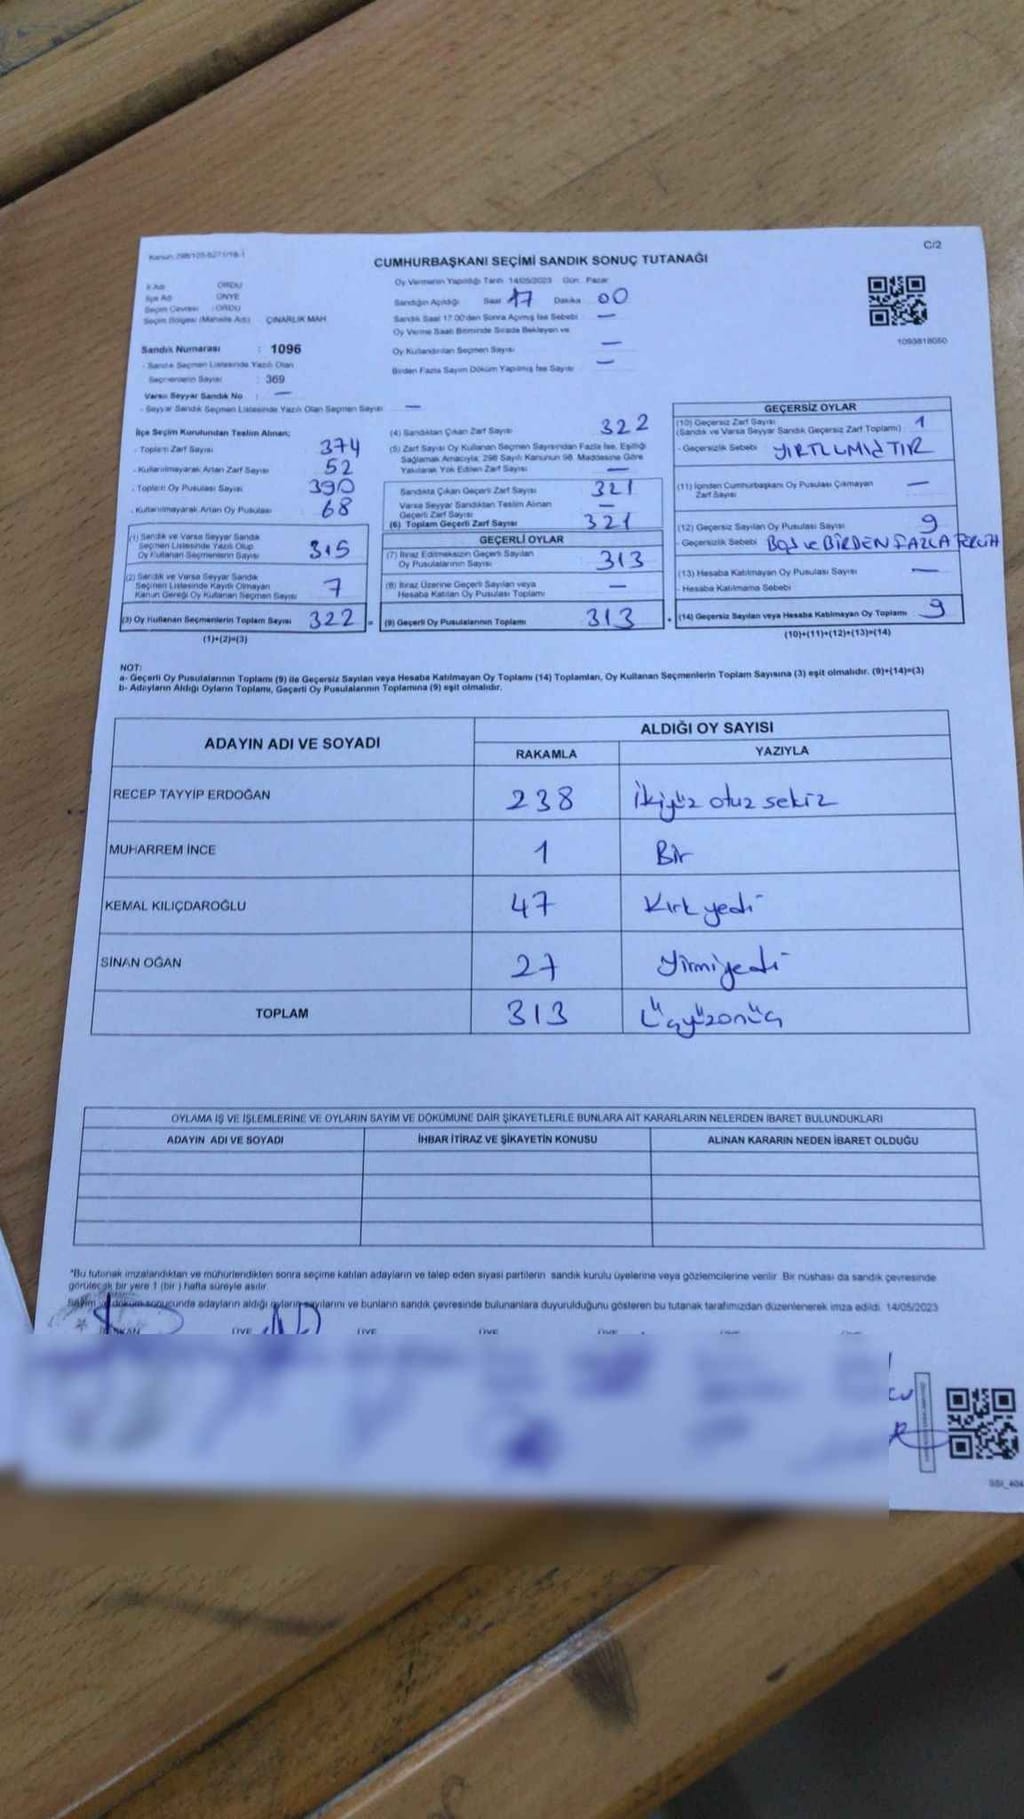 C/2
CUMHURBAŞKANI SEÇİMİ SANDIK SONUÇ TUTANAĞI
İl Adı : ORDU
İlçe Adı : ÜNYE
Seçim Çevresi : ORDU
Seçim Bölgesi (Mahalle Adı) : ÇINARLIK MAH
Sandık Numarası : 1096
- Sandık Seçmen Listesinde Yazılı Olan
Seçmenlerin Sayısı : 369
Varsa Seyyar Sandık No : —
- Seyyar Sandık Seçmen Listesinde Yazılı Olan Seçmen Sayısı —
Oy Vermenin Yapıldığı Tarih 14/05/2023 Gün: Pazar
Sandığın Açıldığı Saat 17 Dakika 00
Sandık Saat 17:00'den Sonra Açılmış İse Sebebi —
Oy Verme Saati Bitiminde Sırada Bekleyen ve
Oy Kullandırılan Seçmen Sayısı —
Birden Fazla Sayım Döküm Yapılmış İse Sayısı —
1093818050
İlçe Seçim Kurulundan Teslim Alınan;
- Toplam Zarf Sayısı 374
- Kullanılmayarak Artan Zarf Sayısı 52
- Toplam Oy Pusulası Sayısı 390
- Kullanılmayarak Artan Oy Pusulası 68
(1) Sandık ve Varsa Seyyar Sandık
Seçmen Listesinde Yazılı Olup
Oy Kullanan Seçmenlerin Sayısı 315
(2) Sandık ve Varsa Seyyar Sandık
Seçmen Listesinde Kayıtlı Olmayan
Kanun Gereği Oy Kullanan Seçmen Sayısı 7
(3) Oy Kullanan Seçmenlerin Toplam Sayısı 322 =
(1)+(2)=(3)
(4) Sandıktan Çıkan Zarf Sayısı 322
(5) Zarf Sayısı Oy Kullanan Seçmen Sayısından Fazla İse, Eşitliği
Sağlamak Amacıyla; 298 Sayılı Kanunun 98. Maddesine Göre
Yakılarak Yok Edilen Zarf Sayısı —
Sandıkta Çıkan Geçerli Zarf Sayısı 321
Varsa Seyyar Sandıktan Teslim Alınan
Geçerli Zarf Sayısı —
(6) Toplam Geçerli Zarf Sayısı 321
GEÇERLİ OYLAR
(7) İtiraz Edilmeksizin Geçerli Sayılan
Oy Pusulalarının Sayısı 313
(8) İtiraz Üzerine Geçerli Sayılan veya
Hesaba Katılan Oy Pusulası Toplamı —
(9) Geçerli Oy Pusulalarının Toplamı 313
GEÇERSİZ OYLAR
(10) Geçersiz Zarf Sayısı 1
(Sandık ve Varsa Seyyar Sandık Geçersiz Zarf Toplamı)
- Geçersizlik Sebebi YIRTILMIŞTIR
(11) İçinden Cumhurbaşkanı Oy Pusulası Çıkmayan
Zarf Sayısı —
(12) Geçersiz Sayılan Oy Pusulası Sayısı 9
- Geçersizlik Sebebi BOŞ ve BİRDEN FAZLA TERCİH
(13) Hesaba Katılmayan Oy Pusulası Sayısı —
- Hesaba Katılmama Sebebi
(14) Geçersiz Sayılan veya Hesaba Katılmayan Oy Toplamı 9
(10)+(11)+(12)+(13)=(14)
NOT:
a- Geçerli Oy Pusulalarının Toplamı (9) ile Geçersiz Sayılan veya Hesaba Katılmayan Oy Toplamı (14) Toplamları, Oy Kullanan Seçmenlerin Toplam Sayısına (3) eşit olmalıdır. (9)+(14)=(3)
b- Adayların Aldığı Oyların Toplamı, Geçerli Oy Pusulalarının Toplamına (9) eşit olmalıdır.
ADAYIN ADI VE SOYADI
ALDIĞI OY SAYISI
RAKAMLA YAZIYLA
RECEP TAYYİP ERDOĞAN 238 İkiyüz otuz sekiz
MUHARREM İNCE 1 Bir
KEMAL KILIÇDAROĞLU 47 Kırk yedi
SİNAN OĞAN 27 Yirmiyedi
TOPLAM 313 Üçyüzonüç
OYLAMA İŞ VE İŞLEMLERİNE VE OYLARIN SAYIM VE DÖKÜMÜNE DAİR ŞİKAYETLERLE BUNLARA AİT KARARLARIN NELERDEN İBARET BULUNDUKLARI
ADAYIN ADI VE SOYADI İHBAR İTİRAZ VE ŞİKAYETİN KONUSU ALINAN KARARIN NEDEN İBARET OLDUĞU
*Bu tutanak imzalandıktan ve mühürlendikten sonra seçime katılan adayların ve talep eden siyasi partilerin sandık kurulu üyelerine veya gözlemcilerine verilir. Bir nüshası da sandık çevresinde
görülecek bir yere 1 (bir ) hafta süreyle asılır.
Sayım ve döküm sonucunda adayların aldığı oyların sayılarını ve bunların sandık çevresinde bulunanlara duyurulduğunu gösteren bu tutanak tarafımızdan düzenlenerek imza edildi. 14/05/2023
ÜYE ÜYE ÜYE